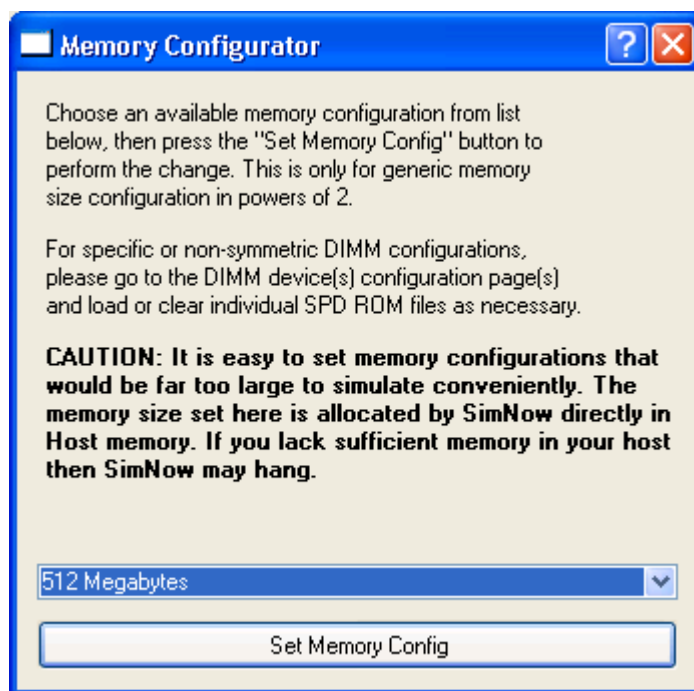 Memory Configurator
Choose an available memory configuration from list
below, then press the "Set Memory Config" button to
perform the change. This is only for generic memory
size configuration in powers of 2.
For specific or non-symmetric DIMM configurations,
please go to the DIMM device(s) configuration page(s)
and load or clear individual SPD ROM files as necessary.
CAUTION: It is easy to set memory configurations that
would be far too large to simulate conveniently. The
memory size set here is allocated by SimNow directly in
Host memory. If you lack sufficient memory in your host
then SimNow may hang.
512 Megabytes
Set Memory Config